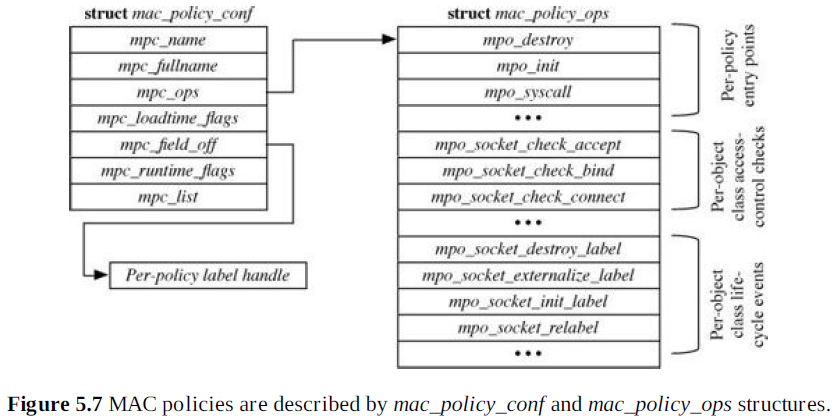 struct mac_policy_conf
mpc_name
mpc_fullname
mpc_ops
mpc_loadtime_flags
mpc_field_off
mpc_runtime_flags
mpc_list
Per-policy label handle
struct mac_policy_ops
mpo_destroy
mpo_init
mpo_syscall
•••
mpo_socket_check_accept
mpo_socket_check_bind
mpo_socket_check_connect
•••
mpo_socket_destroy_label
mpo_socket_externalize_label
mpo_socket_init_label
mpo_socket_relabel
•••
Per-policy
entry points
Per-object
class access-
control checks
Per-object
class life-
cycle events
Figure 5.7 MAC policies are described by mac_policy_conf and mac_policy_ops structures.